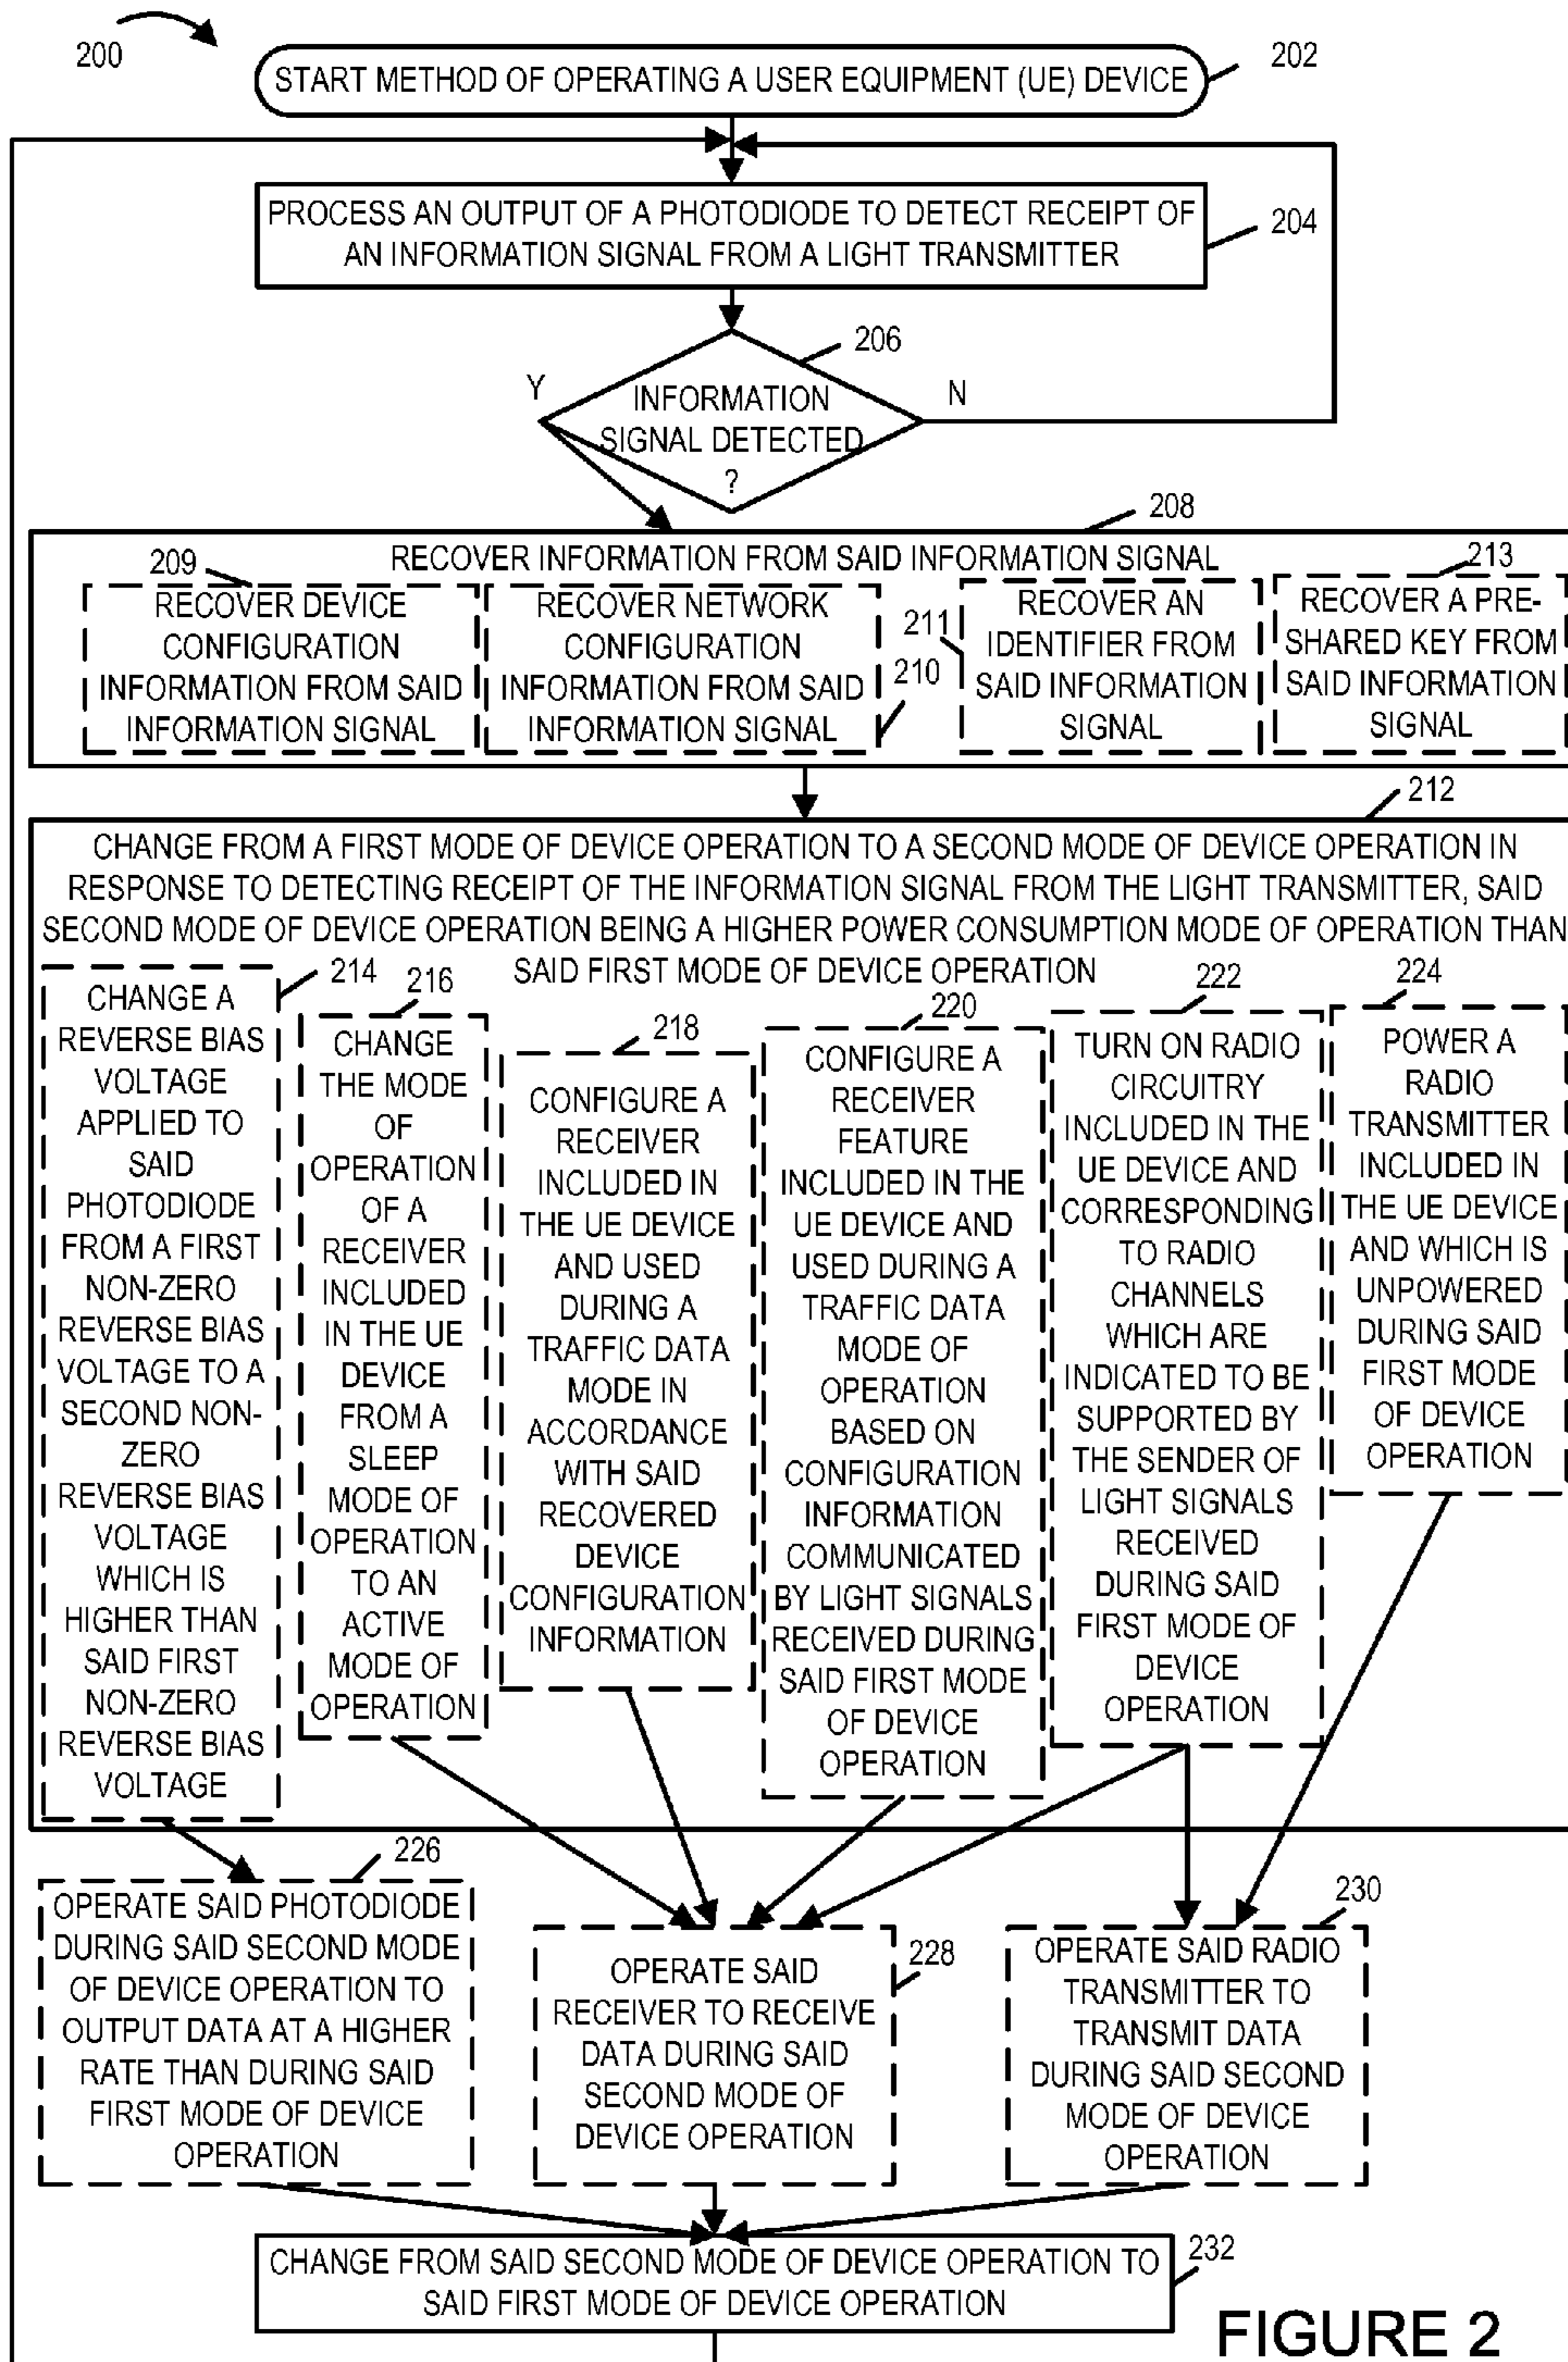 200
START METHOD OF OPERATING A USER EQUIPMENT (UE) DEVICE
202
PROCESS AN OUTPUT OF A PHOTODIODE TO DETECT RECEIPT OF
AN INFORMATION SIGNAL FROM A LIGHT TRANSMITTER
204
206
Y
N
INFORMATION
SIGNAL DETECTED
?
208
RECOVER INFORMATION FROM SAID INFORMATION SIGNAL
209
RECOVER DEVICE
CONFIGURATION
INFORMATION FROM SAID
INFORMATION SIGNAL
RECOVER NETWORK
CONFIGURATION
INFORMATION FROM SAID
INFORMATION SIGNAL
210
211
RECOVER AN
IDENTIFIER FROM
SAID INFORMATION
SIGNAL
213
RECOVER A PRE-
SHARED KEY FROM
SAID INFORMATION
SIGNAL
212
CHANGE FROM A FIRST MODE OF DEVICE OPERATION TO A SECOND MODE OF DEVICE OPERATION IN
RESPONSE TO DETECTING RECEIPT OF THE INFORMATION SIGNAL FROM THE LIGHT TRANSMITTER, SAID
SECOND MODE OF DEVICE OPERATION BEING A HIGHER POWER CONSUMPTION MODE OF OPERATION THAN
SAID FIRST MODE OF DEVICE OPERATION
214
CHANGE A
REVERSE BIAS
VOLTAGE
APPLIED TO
SAID
PHOTODIODE
FROM A FIRST
NON-ZERO
REVERSE BIAS
VOLTAGE TO A
SECOND NON-
ZERO
REVERSE BIAS
VOLTAGE
WHICH IS
HIGHER THAN
SAID FIRST
NON-ZERO
REVERSE BIAS
VOLTAGE
216
CHANGE
THE MODE
OF
OPERATION
OF A
RECEIVER
INCLUDED
IN THE UE
DEVICE
FROM A
SLEEP
MODE OF
OPERATION
TO AN
ACTIVE
MODE OF
OPERATION
218
CONFIGURE A
RECEIVER
INCLUDED IN
THE UE DEVICE
AND USED
DURING A
TRAFFIC DATA
MODE IN
ACCORDANCE
WITH SAID
RECOVERED
DEVICE
CONFIGURATION
INFORMATION
220
CONFIGURE A
RECEIVER
FEATURE
INCLUDED IN THE
UE DEVICE AND
USED DURING A
TRAFFIC DATA
MODE OF
OPERATION
BASED ON
CONFIGURATION
INFORMATION
COMMUNICATED
BY LIGHT SIGNALS
RECEIVED DURING
SAID FIRST MODE
OF DEVICE
OPERATION
222
TURN ON RADIO
CIRCUITRY
INCLUDED IN THE
UE DEVICE AND
CORRESPONDING
TO RADIO
CHANNELS
WHICH ARE
INDICATED TO BE
SUPPORTED BY
THE SENDER OF
LIGHT SIGNALS
RECEIVED
DURING SAID
FIRST MODE OF
DEVICE
OPERATION
224
POWER A
RADIO
TRANSMITTER
INCLUDED IN
THE UE DEVICE
AND WHICH IS
UNPOWERED
DURING SAID
FIRST MODE
OF DEVICE
OPERATION
226
OPERATE SAID PHOTODIODE
DURING SAID SECOND MODE
OF DEVICE OPERATION TO
OUTPUT DATA AT A HIGHER
RATE THAN DURING SAID
FIRST MODE OF DEVICE
OPERATION
228
OPERATE SAID
RECEIVER TO RECEIVE
DATA DURING SAID
SECOND MODE OF
DEVICE OPERATION
230
OPERATE SAID RADIO
TRANSMITTER TO
TRANSMIT DATA
DURING SAID SECOND
MODE OF DEVICE
OPERATION
CHANGE FROM SAID SECOND MODE OF DEVICE OPERATION TO
SAID FIRST MODE OF DEVICE OPERATION
232
FIGURE 2